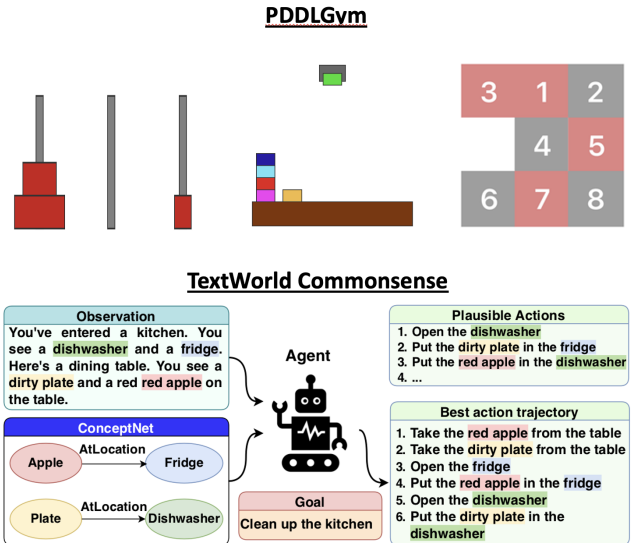 PDDLGym
3 1 2
4 5
6 7 8
TextWorld Commonsense
Observation
You've entered a kitchen. You
see a dishwasher and a fridge.
Here's a dining table. You see a
dirty plate and a red red apple on
the table.
ConceptNet
Apple
AtLocation
Fridge
Plate
AtLocation
Dishwasher
Agent
Goal
Clean up the kitchen
Plausible Actions
1. Open the dishwasher
2. Put the dirty plate in the fridge
3. Put the red apple in the dishwasher
4. ...
Best action trajectory
1. Take the red apple from the table
2. Take the dirty plate from the table
3. Open the fridge
4. Put the red apple in the fridge
5. Open the dishwasher
6. Put the dirty plate in the
dishwasher